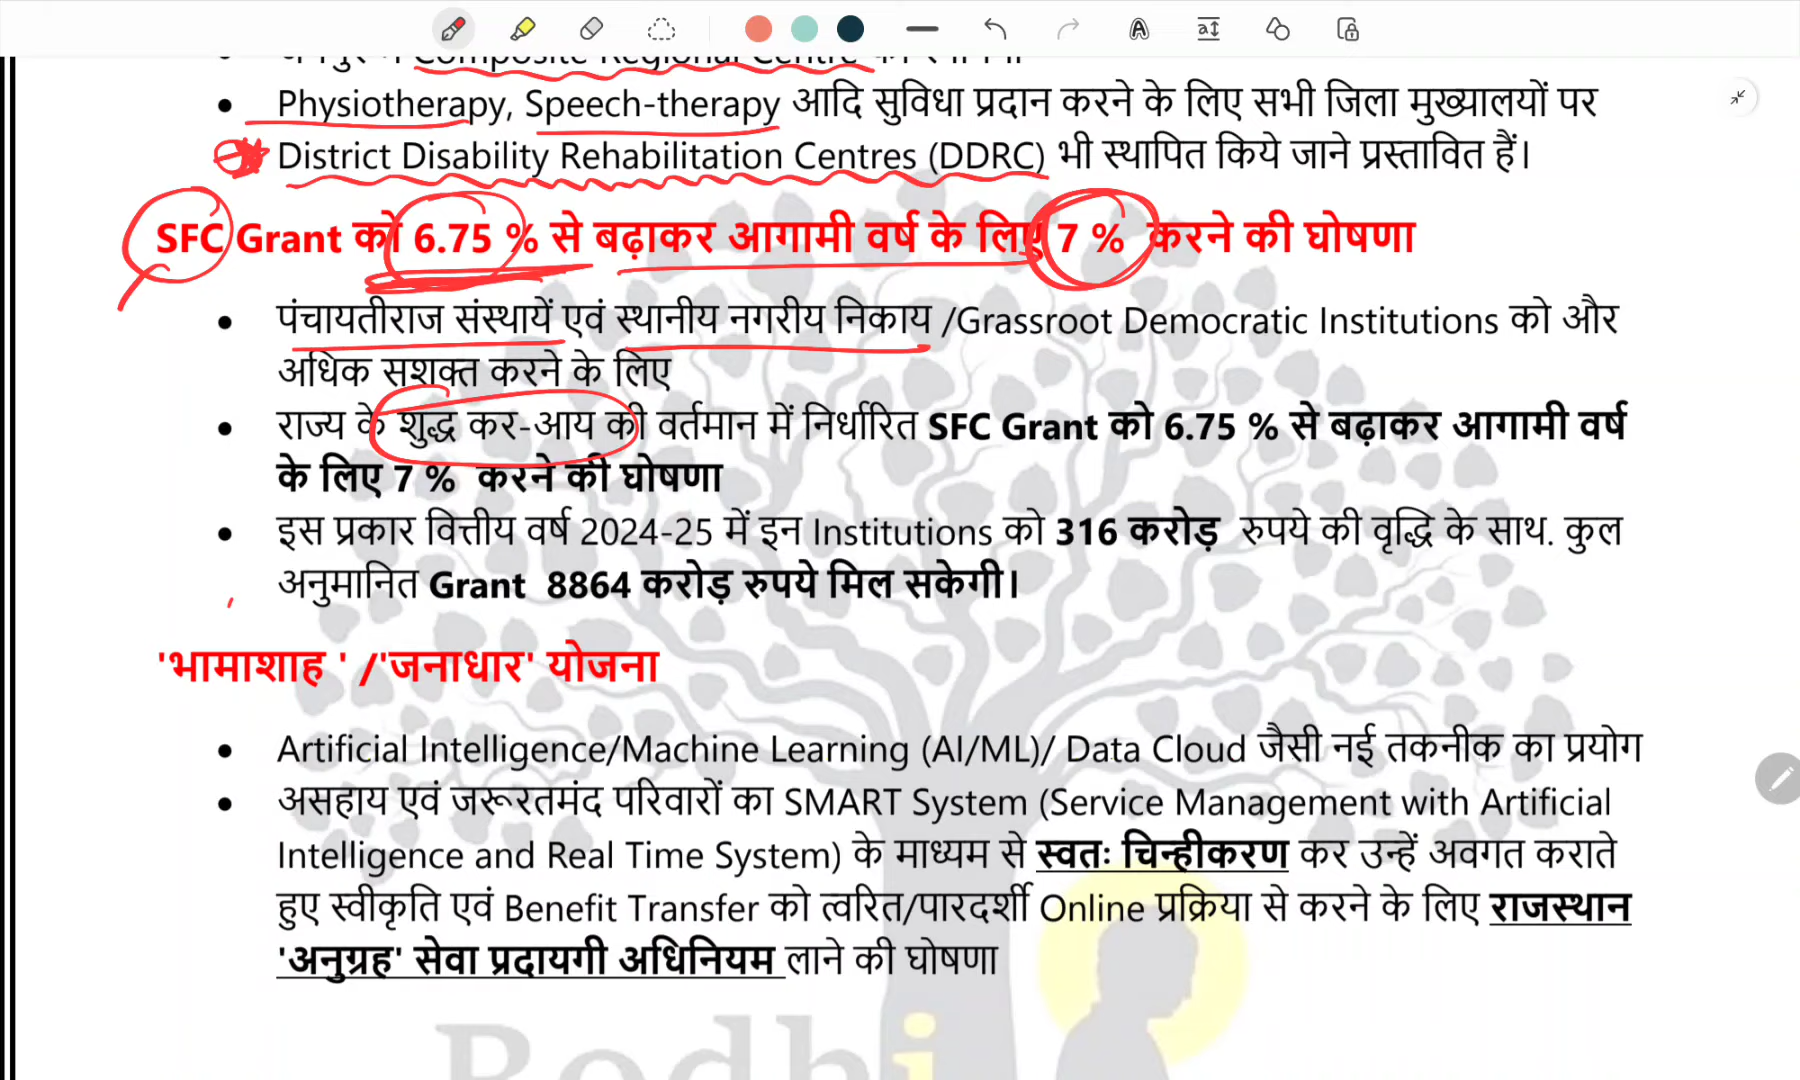 Composite Regional Centre
Physiotherapy, Speech-therapy आदि सुविधा प्रदान करने के लिए सभी जिला मुख्यालयों पर
District Disability Rehabilitation Centres (DDRC) भी स्थापित किये जाने प्रस्तावित हैं।
SFC Grant को 6.75 % से बढ़ाकर आगामी वर्ष के लिए 7 % करने की घोषणा
पंचायतीराज संस्थायें एवं स्थानीय नगरीय निकाय /Grassroot Democratic Institutions को और
अधिक सशक्त करने के लिए
राज्य के शुद्ध कर-आय की वर्तमान में निर्धारित SFC Grant को 6.75 % से बढ़ाकर आगामी वर्ष
के लिए 7 % करने की घोषणा
इस प्रकार वित्तीय वर्ष 2024-25 में इन Institutions को 316 करोड़ रुपये की वृद्धि के साथ. कुल
अनुमानित Grant 8864 करोड़ रुपये मिल सकेगी।
'भामाशाह ' /'जनाधार' योजना
Artificial Intelligence/Machine Learning (AI/ML)/ Data Cloud जैसी नई तकनीक का प्रयोग
असहाय एवं जरूरतमंद परिवारों का SMART System (Service Management with Artificial
Intelligence and Real Time System) के माध्यम से स्वतः चिन्हीकरण कर उन्हें अवगत कराते
हुए स्वीकृति एवं Benefit Transfer को त्वरित/पारदर्शी Online प्रक्रिया से करने के लिए राजस्थान
'अनुग्रह' सेवा प्रदायगी अधिनियम लाने की घोषणा
Bodhi